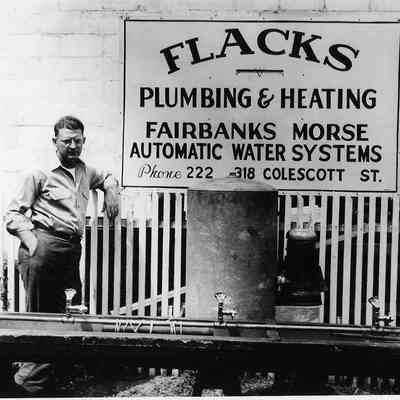 FLACKS
PLUMBING & HEATING
FAIRBANKS MORSE
AUTOMATIC WATER SYSTEMS
Phone 222 -318 COLESCOTT ST.